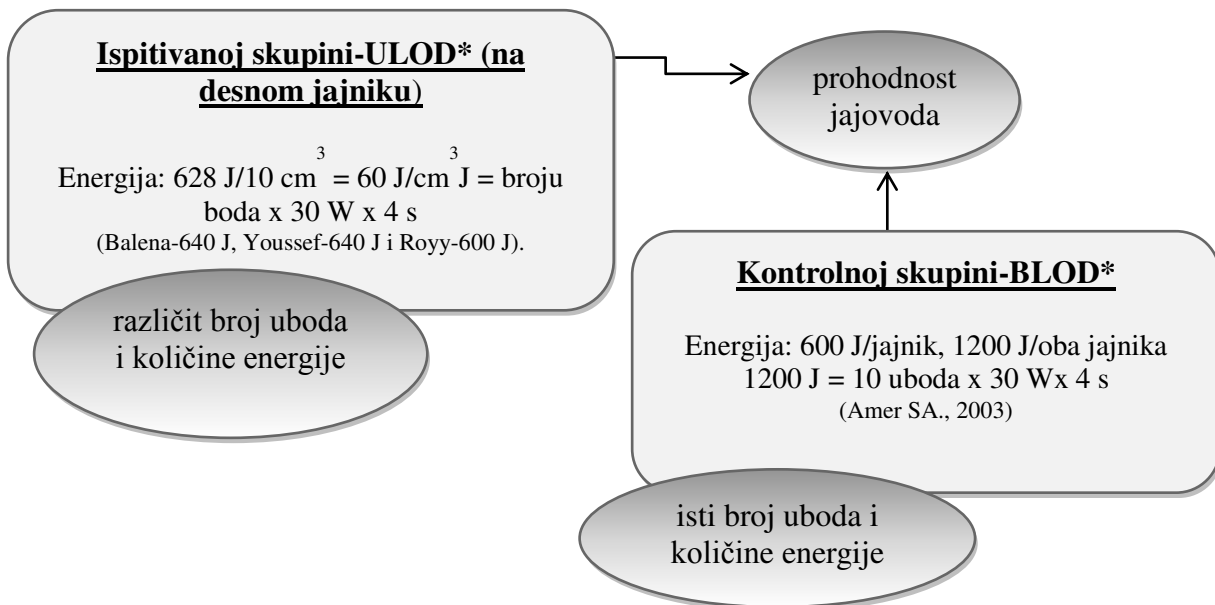 Ispitivanoj skupini-ULOD* (na
desnom jajniku)
Energija: 628 J/10 cm³ = 60 J/cm³J = broju
boda x 30 W x 4 s
(Balena-640 J, Youssef-640 J i Royy-600 J).
različit broj uboda
i količine energije
prohodnost
jajovoda
Kontrolnoj skupini-BLOD*
Energija: 600 J/jajnik, 1200 J/oba jajnika
1200 J = 10 uboda x 30 Wx 4 s
(Amer SA., 2003)
isti broj uboda i
količine energije